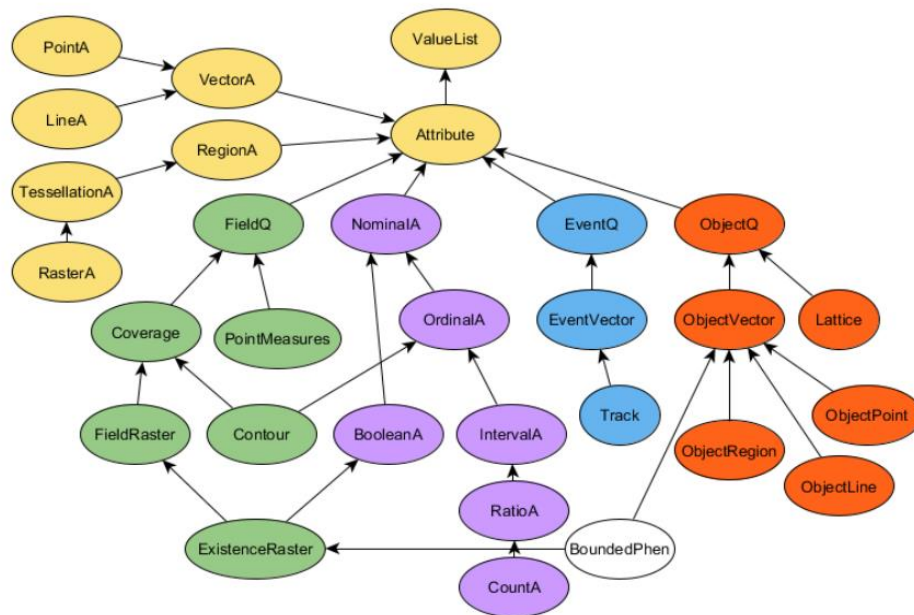 PointA
ValueList
VectorA
LineA
Attribute
RegionA
TessellationA
FieldQ
NominalA
EventQ
ObjectQ
RasterA
Coverage
PointMeasures
OrdinalA
EventVector
ObjectVector
Lattice
FieldRaster
Contour
BooleanA
IntervalA
Track
ObjectPoint
ObjectRegion
ObjectLine
RatioA
ExistenceRaster
BoundedPhen
CountA